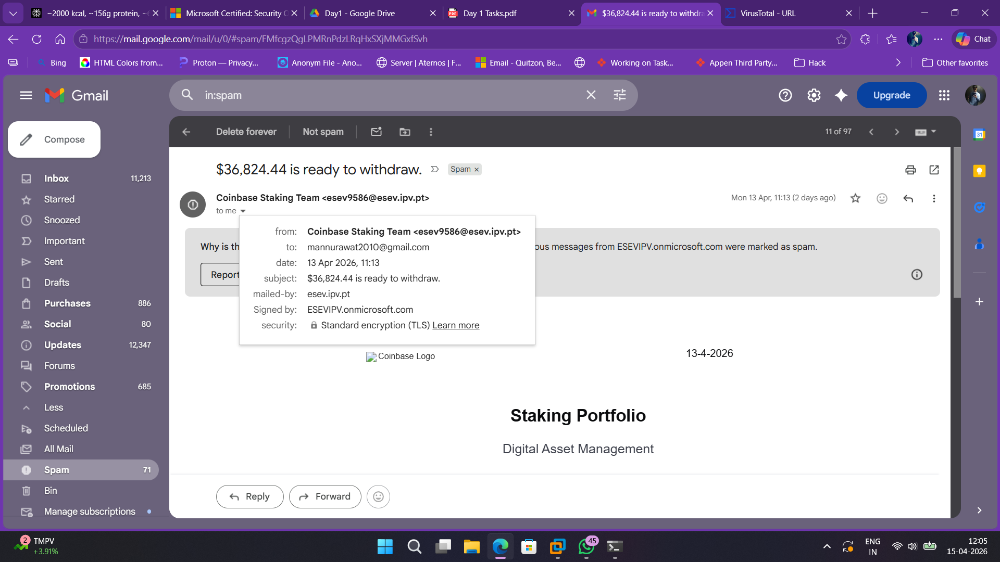 ~2000 kcal, ~156g protein, ~
Microsoft Certified: Security
Day1 - Google Drive
Day 1 Tasks.pdf
$36,824.44 is ready to withdra
VirusTotal - URL
https://mail.google.com/mail/u/0/#spam/FMfcgzQgLPMRnPdzLRqHxSXjMMGxfSvh
Chat
Bing
HTML Colors from...
Proton — Privacy...
Anonym File - Ano...
Server | Aternos | F...
Email - Quitzon, Be...
Working on Task...
Appen Third Party...
Hack
Other favorites
Gmail
in:spam
Upgrade
Compose
Delete forever
Not spam
11 of 97
31
Inbox 11,213
Starred
Snoozed
Important
Sent
Drafts
Purchases 886
Social 80
Updates 12,347
Forums
Promotions 685
Less
Scheduled
All Mail
Spam 71
Bin
Manage subscriptions
$36,824.44 is ready to withdraw.
Spam ×
Coinbase Staking Team <esev9586@esev.ipv.pt>
Mon 13 Apr, 11:13 (2 days ago)
to me
from: Coinbase Staking Team <esev9586@esev.ipv.pt>
to: mannurawat2010@gmail.com
date: 13 Apr 2026, 11:13
subject: $36,824.44 is ready to withdraw.
mailed-by: esev.ipv.pt
Signed by: ESEVIPV.onmicrosoft.com
security: Standard encryption (TLS) Learn more
Why is th
ous messages from ESEVIPV.onmicrosoft.com were marked as spam.
Report
Coinbase Logo
13-4-2026
Staking Portfolio
Digital Asset Management
Reply
Forward
2
TMPV
+3.91%
45
ENG
IN
12:05
15-04-2026